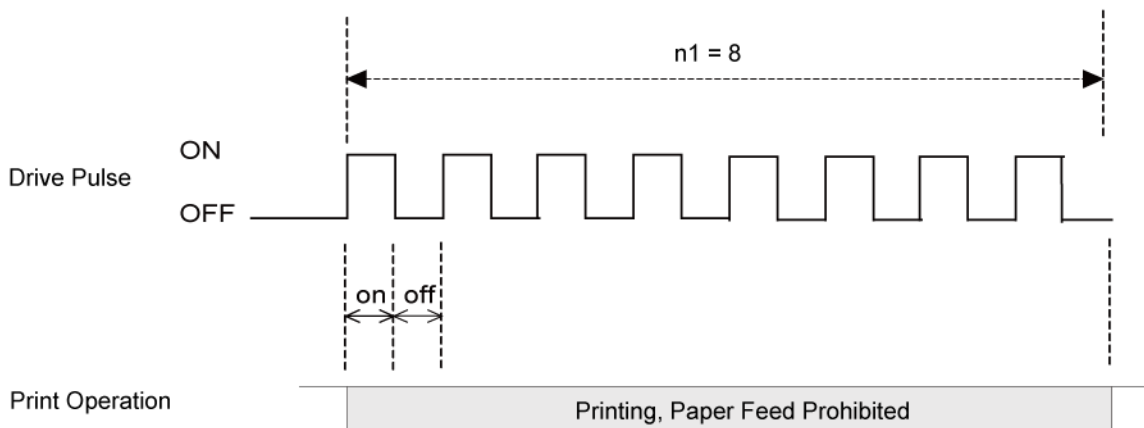 n1 = 8
ON
Drive Pulse
OFF
on off
Print Operation
Printing, Paper Feed Prohibited